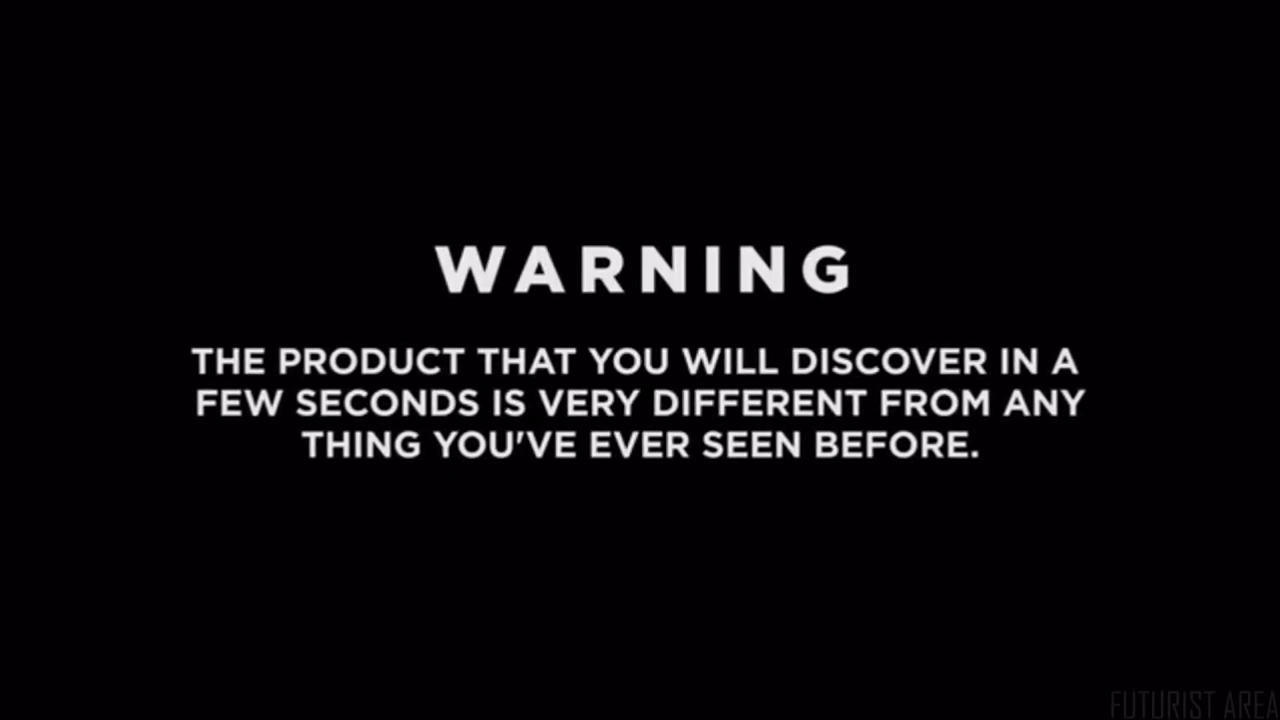 WARNING
THE PRODUCT THAT YOU WILL DISCOVER IN A
FEW SECONDS IS VERY DIFFERENT FROM ANY
THING YOU'VE EVER SEEN BEFORE.
FUTURIST AREA